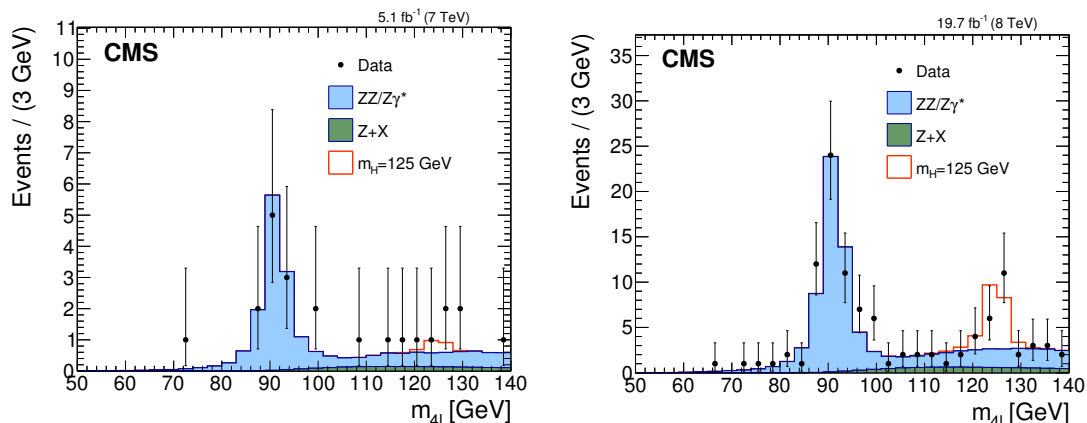 5.1 fb⁻¹ (7 TeV)
CMS
Events / (3 GeV)
Data
ZZ/Zγ*
Z+X
m_H=125 GeV
11
10
9
8
7
6
5
4
3
2
1
0
50 60 70 80 90 100 110 120 130 140
m_4l [GeV]
19.7 fb⁻¹ (8 TeV)
CMS
Events / (3 GeV)
Data
ZZ/Zγ*
Z+X
m_H=125 GeV
35
30
25
20
15
10
5
0
50 60 70 80 90 100 110 120 130 140
m_4l [GeV]